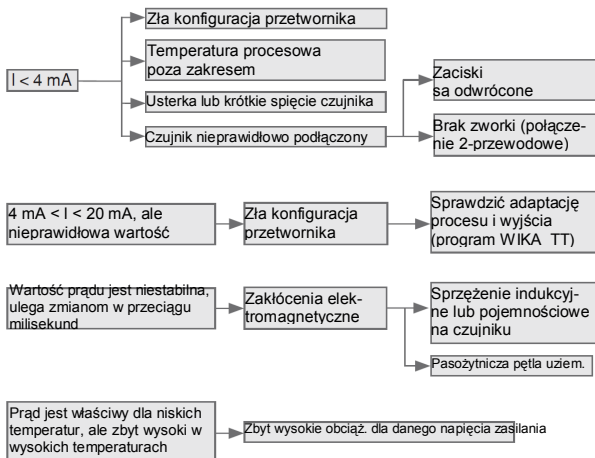 I < 4 mA
Zła konfiguracja przetwornika
Temperatura procesowa
poza zakresem
Usterka lub krótkie spięcie czujnika
Czujnik nieprawidłowo podłączony
Zaciski
są odwrócone
Brak zworki (połącze-
nie 2-przewodowe)
4 mA < I < 20 mA, ale
nieprawidłowa wartość
Zła konfiguracja
przetwornika
Sprawdzić adaptację
procesu i wyjścia
(program WIKA_TT)
Wartość prądu jest niestabilna,
ulega zmianom w przeciągu
milisekund
Zakłócenia elek-
tromagnetyczne
Sprzężenie indukcyj-
ne lub pojemnościowe
na czujniku
Pasożytnicza pętla uziem.
Prąd jest właściwy dla niskich
temperatur, ale zbyt wysoki w
wysokich temperaturach
Zbyt wysokie obciąż. dla danego napięcia zasilania